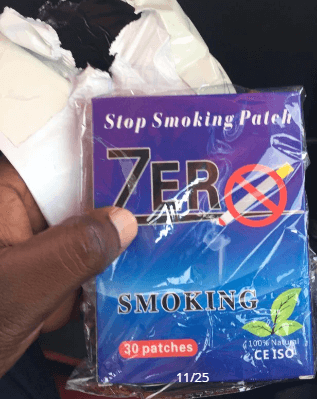 Stop Smoking Patch
ZERO
SMOKING
100% Natural
30 patches
CE ISO
11/25